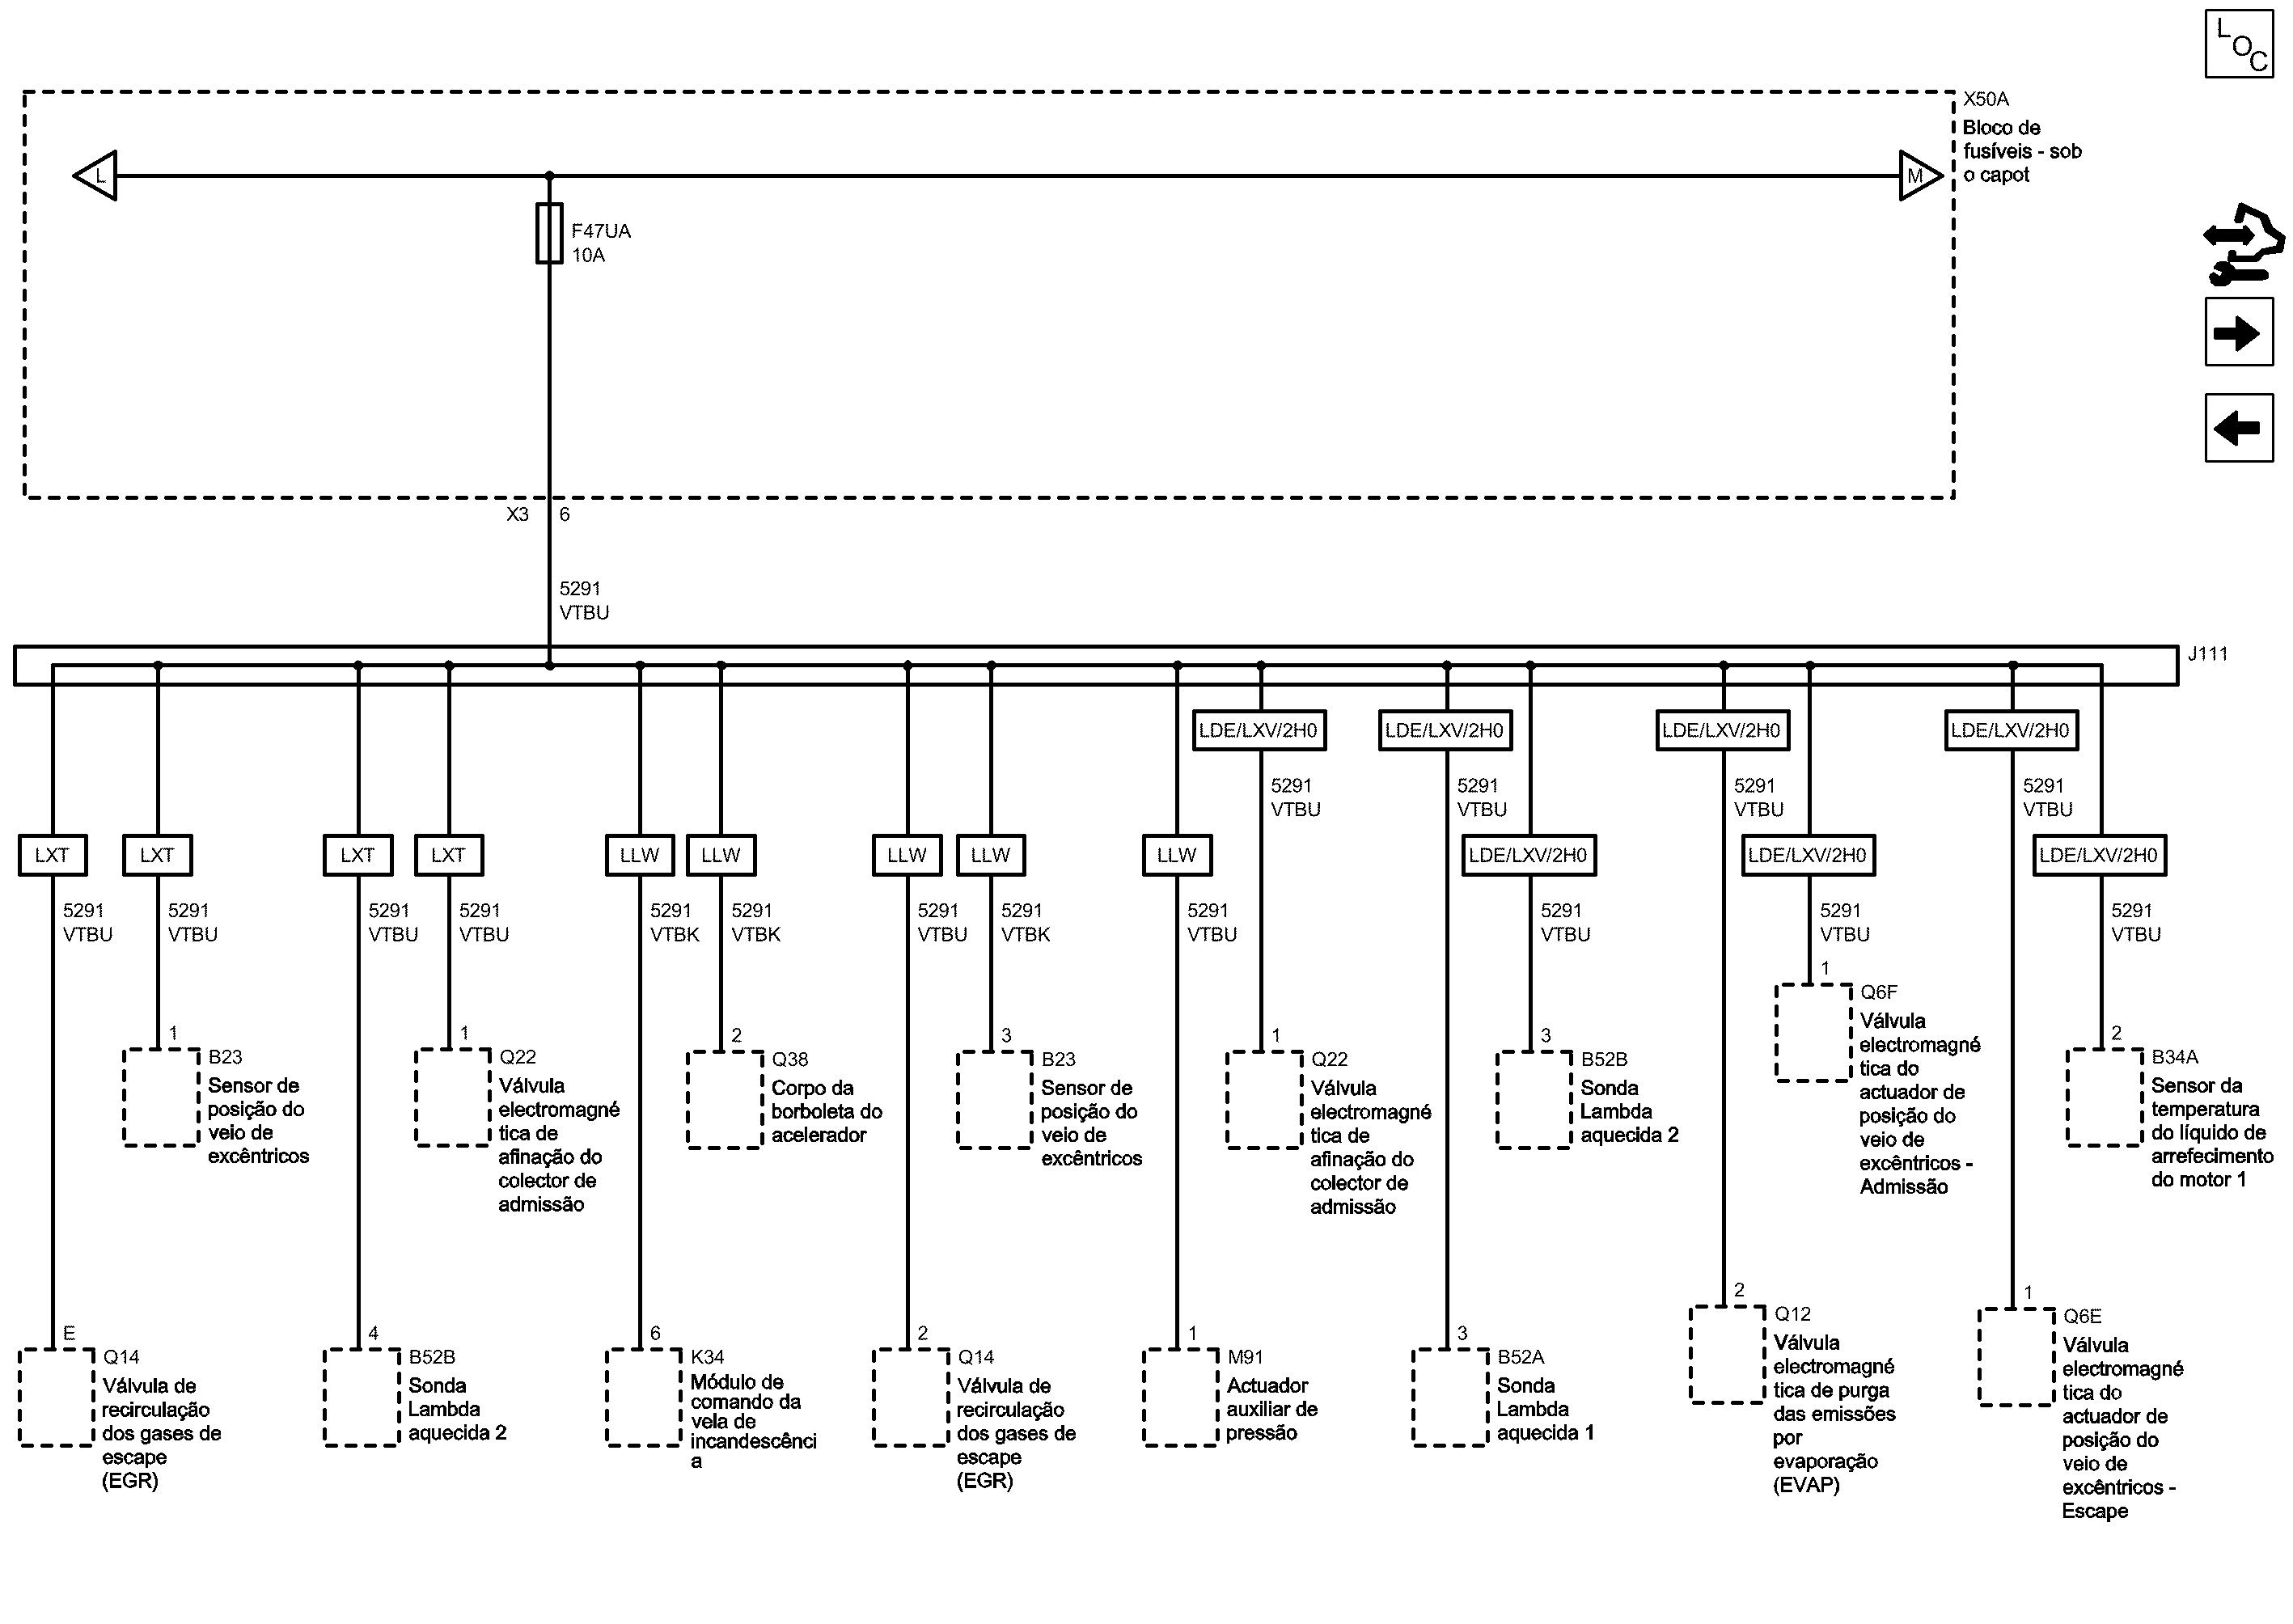 L
O
C
X50A
Bloco de
fusíveis - sob
o capot
L
M
F47UA
10A
X3
6
5291
VTBU
J111
LDE/LXV/2H0
LDE/LXV/2H0
LDE/LXV/2H0
LDE/LXV/2H0
5291
VTBU
5291
VTBU
5291
VTBU
5291
VTBU
LXT
LXT
LXT
LXT
LLW
LLW
LLW
LLW
LLW
LDE/LXV/2H0
LDE/LXV/2H0
LDE/LXV/2H0
5291
VTBU
5291
VTBU
5291
VTBU
5291
VTBU
5291
VTBK
5291
VTBK
5291
VTBU
5291
VTBK
5291
VTBU
5291
VTBU
5291
VTBU
5291
VTBU
1
B23
Sensor de
posição do
veio de
excêntricos
1
Q22
Válvula
electromagné
tica de
afinação do
colector de
admissão
2
Q38
Corpo da
borboleta do
acelerador
3
B23
Sensor de
posição do
veio de
excêntricos
1
Q22
Válvula
electromagné
tica de
afinação do
colector de
admissão
3
B52B
Sonda
Lambda
aquecida 2
1
Q6F
Válvula
electromagné
tica do
actuador de
posição do
veio de
excêntricos -
Admissão
2
B34A
Sensor da
temperatura
do líquido de
arrefecimento
do motor 1
E
Q14
Válvula de
recirculação
dos gases de
escape
(EGR)
4
B52B
Sonda
Lambda
aquecida 2
6
K34
Módulo de
comando da
vela de
incandescênci
a
2
Q14
Válvula de
recirculação
dos gases de
escape
(EGR)
1
M91
Actuador
auxiliar de
pressão
3
B52A
Sonda
Lambda
aquecida 1
2
Q12
Válvula
electromagné
tica de purga
das emissões
por
evaporação
(EVAP)
1
Q6E
Válvula
electromagné
tica do
actuador de
posição do
veio de
excêntricos -
Escape